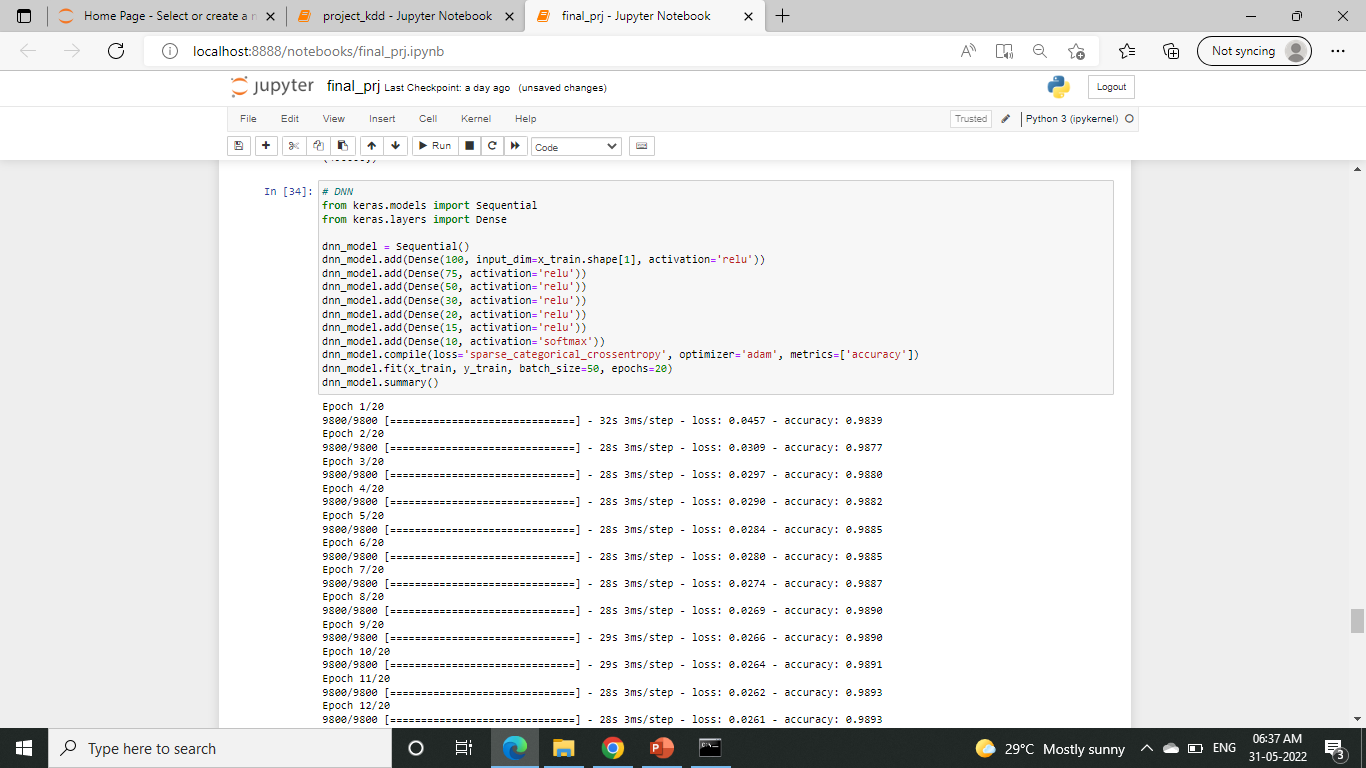 Home Page - Select or create a n
project_kdd - Jupyter Notebook
final_prj - Jupyter Notebook
localhost:8888/notebooks/final_prj.ipynb
Not syncing
jupyter final_prj Last Checkpoint: a day ago (unsaved changes)
Logout
File Edit View Insert Cell Kernel Help
Trusted
Python 3 (ipykernel)
Run
Code
In [34]:
# DNN
from keras.models import Sequential
from keras.layers import Dense
dnn_model = Sequential()
dnn_model.add(Dense(100, input_dim=x_train.shape[1], activation='relu'))
dnn_model.add(Dense(75, activation='relu'))
dnn_model.add(Dense(50, activation='relu'))
dnn_model.add(Dense(30, activation='relu'))
dnn_model.add(Dense(20, activation='relu'))
dnn_model.add(Dense(15, activation='relu'))
dnn_model.add(Dense(10, activation='softmax'))
dnn_model.compile(loss='sparse_categorical_crossentropy', optimizer='adam', metrics=['accuracy'])
dnn_model.fit(x_train, y_train, batch_size=50, epochs=20)
dnn_model.summary()
Epoch 1/20
9800/9800 [==============================] - 32s 3ms/step - loss: 0.0457 - accuracy: 0.9839
Epoch 2/20
9800/9800 [==============================] - 28s 3ms/step - loss: 0.0309 - accuracy: 0.9877
Epoch 3/20
9800/9800 [==============================] - 28s 3ms/step - loss: 0.0297 - accuracy: 0.9880
Epoch 4/20
9800/9800 [==============================] - 28s 3ms/step - loss: 0.0290 - accuracy: 0.9882
Epoch 5/20
9800/9800 [==============================] - 28s 3ms/step - loss: 0.0284 - accuracy: 0.9885
Epoch 6/20
9800/9800 [==============================] - 28s 3ms/step - loss: 0.0280 - accuracy: 0.9885
Epoch 7/20
9800/9800 [==============================] - 28s 3ms/step - loss: 0.0274 - accuracy: 0.9887
Epoch 8/20
9800/9800 [==============================] - 28s 3ms/step - loss: 0.0269 - accuracy: 0.9890
Epoch 9/20
9800/9800 [==============================] - 29s 3ms/step - loss: 0.0266 - accuracy: 0.9890
Epoch 10/20
9800/9800 [==============================] - 29s 3ms/step - loss: 0.0264 - accuracy: 0.9891
Epoch 11/20
9800/9800 [==============================] - 28s 3ms/step - loss: 0.0262 - accuracy: 0.9893
Epoch 12/20
9800/9800 [==============================] - 28s 3ms/step - loss: 0.0261 - accuracy: 0.9893
Type here to search
29°C Mostly sunny
ENG
06:37 AM
31-05-2022
3